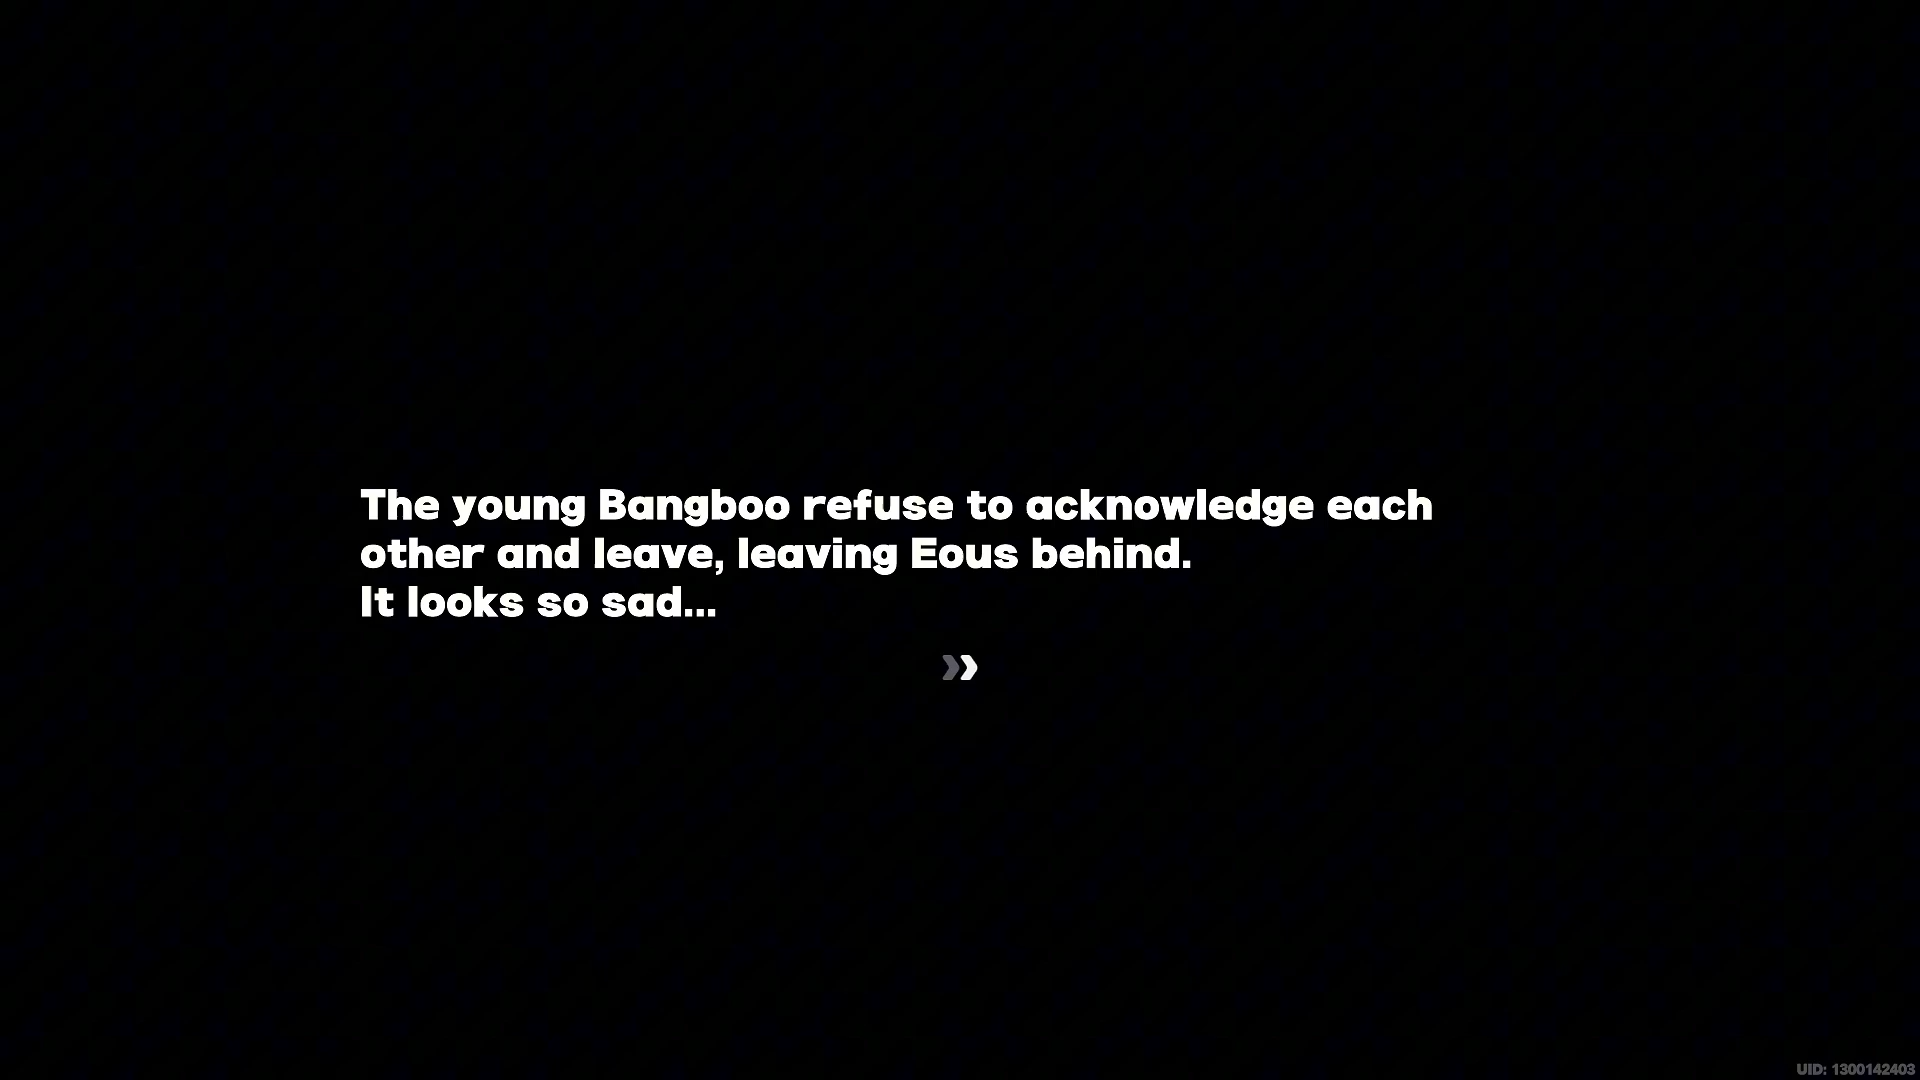 The young Bangboo refuse to acknowledge each
other and leave, leaving Eous behind.
It looks so sad...
UID: 1300142403